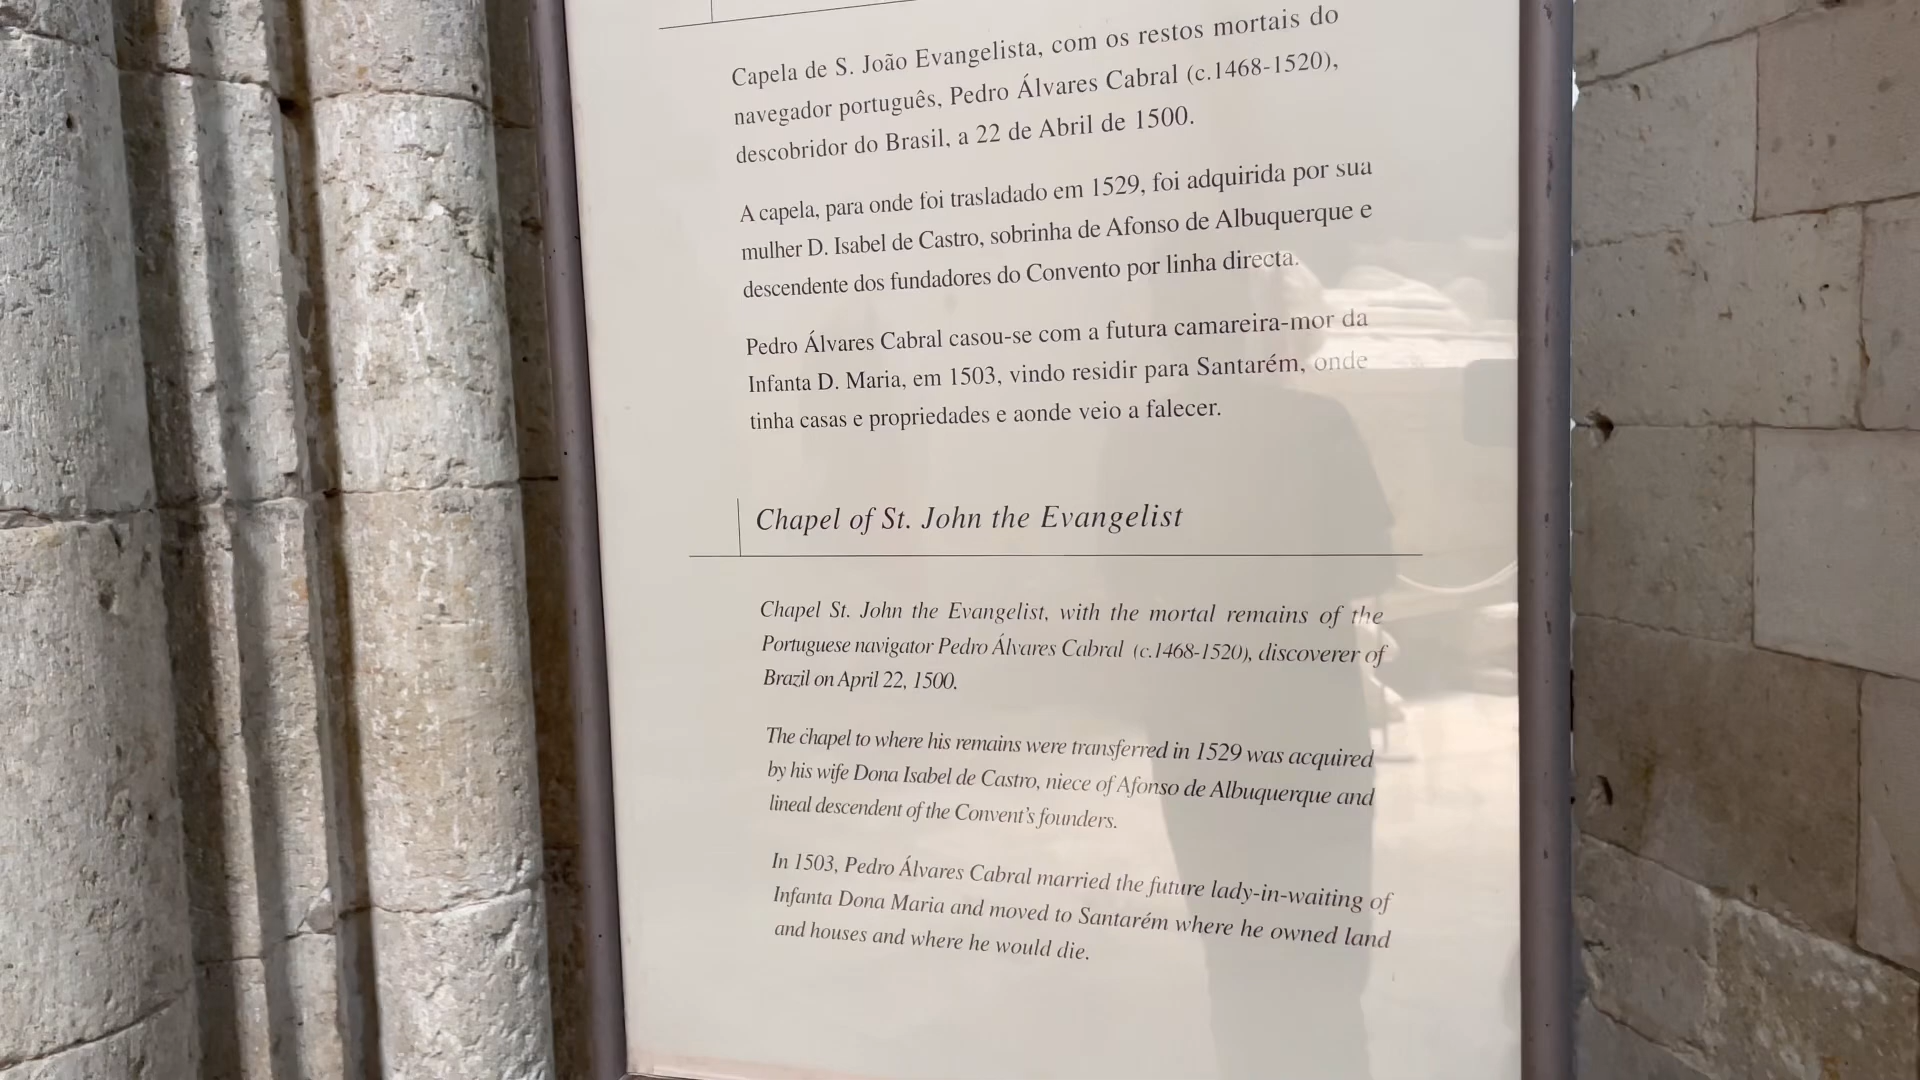 Capela de S. João Evangelista, com os restos mortais do
navegador português, Pedro Álvares Cabral (c.1468-1520),
descobridor do Brasil, a 22 de Abril de 1500.
A capela, para onde foi trasladado em 1529, foi adquirida por sua
mulher D. Isabel de Castro, sobrinha de Afonso de Albuquerque e
descendente dos fundadores do Convento por linha directa.
Pedro Álvares Cabral casou-se com a futura camareira-mor da
Infanta D. Maria, em 1503, vindo residir para Santarém, onde
tinha casas e propriedades e aonde veio a falecer.
Chapel of St. John the Evangelist
Chapel St. John the Evangelist, with the mortal remains of the
Portuguese navigator Pedro Álvares Cabral (c.1468-1520), discoverer of
Brazil on April 22, 1500.
The chapel to where his remains were transferred in 1529 was acquired
by his wife Dona Isabel de Castro, niece of Afonso de Albuquerque and
lineal descendent of the Convent's founders.
In 1503, Pedro Álvares Cabral married the future lady-in-waiting of
Infanta Dona Maria and moved to Santarém where he owned land
and houses and where he would die.